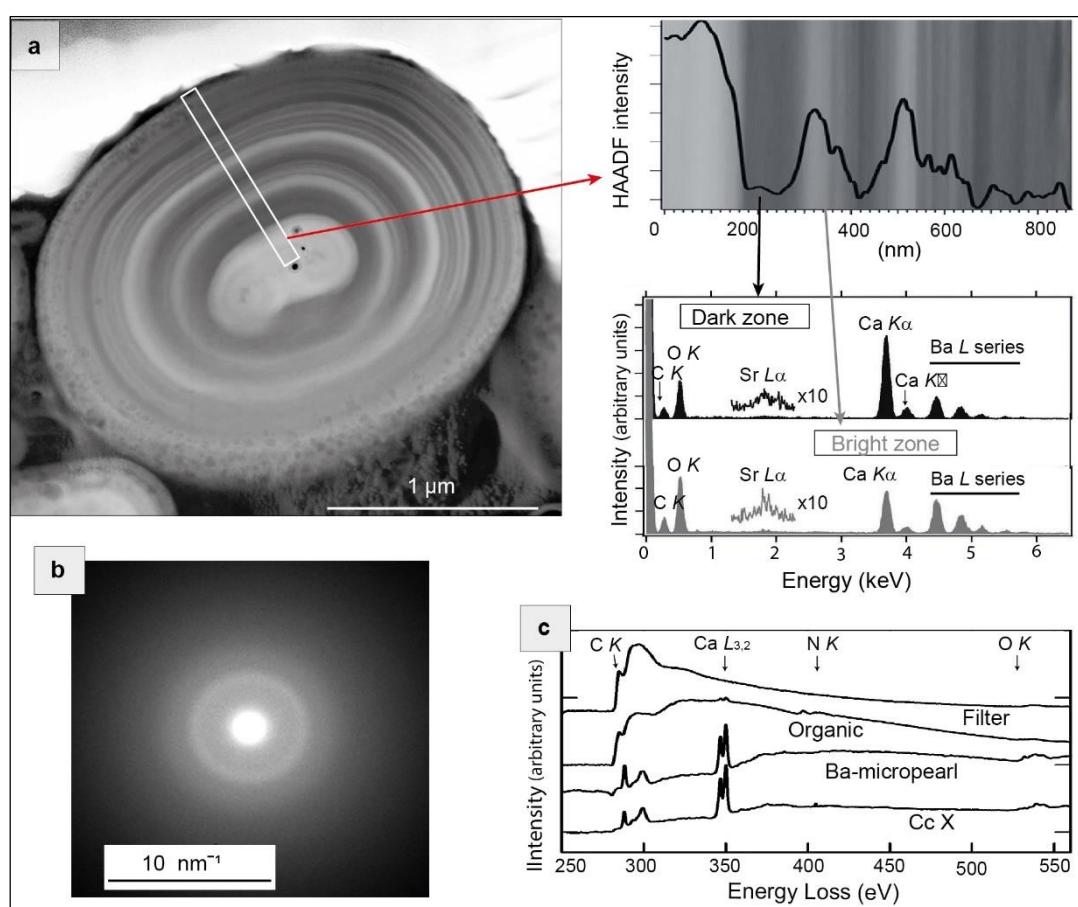 a
1 µm
HAADF intensity
0 200 400 600 800
(nm)
Intensity (arbitrary units)
Dark zone
C K
O K
Sr Lα
x10
Ca Kα
Ca K☒
Ba L series
Intensity (arbitrary units)
Bright zone
C K
O K
Sr Lα
x10
Ca Kα
Ba L series
0 1 2 3 4 5 6
Energy (keV)
b
10 nm⁻¹
c
IIntensity (arbitrary units)
C K
Ca L₃,₂
N K
O K
Filter
Organic
Ba-micropearl
Cc X
250 300 350 400 450 500 550
Energy Loss (eV)